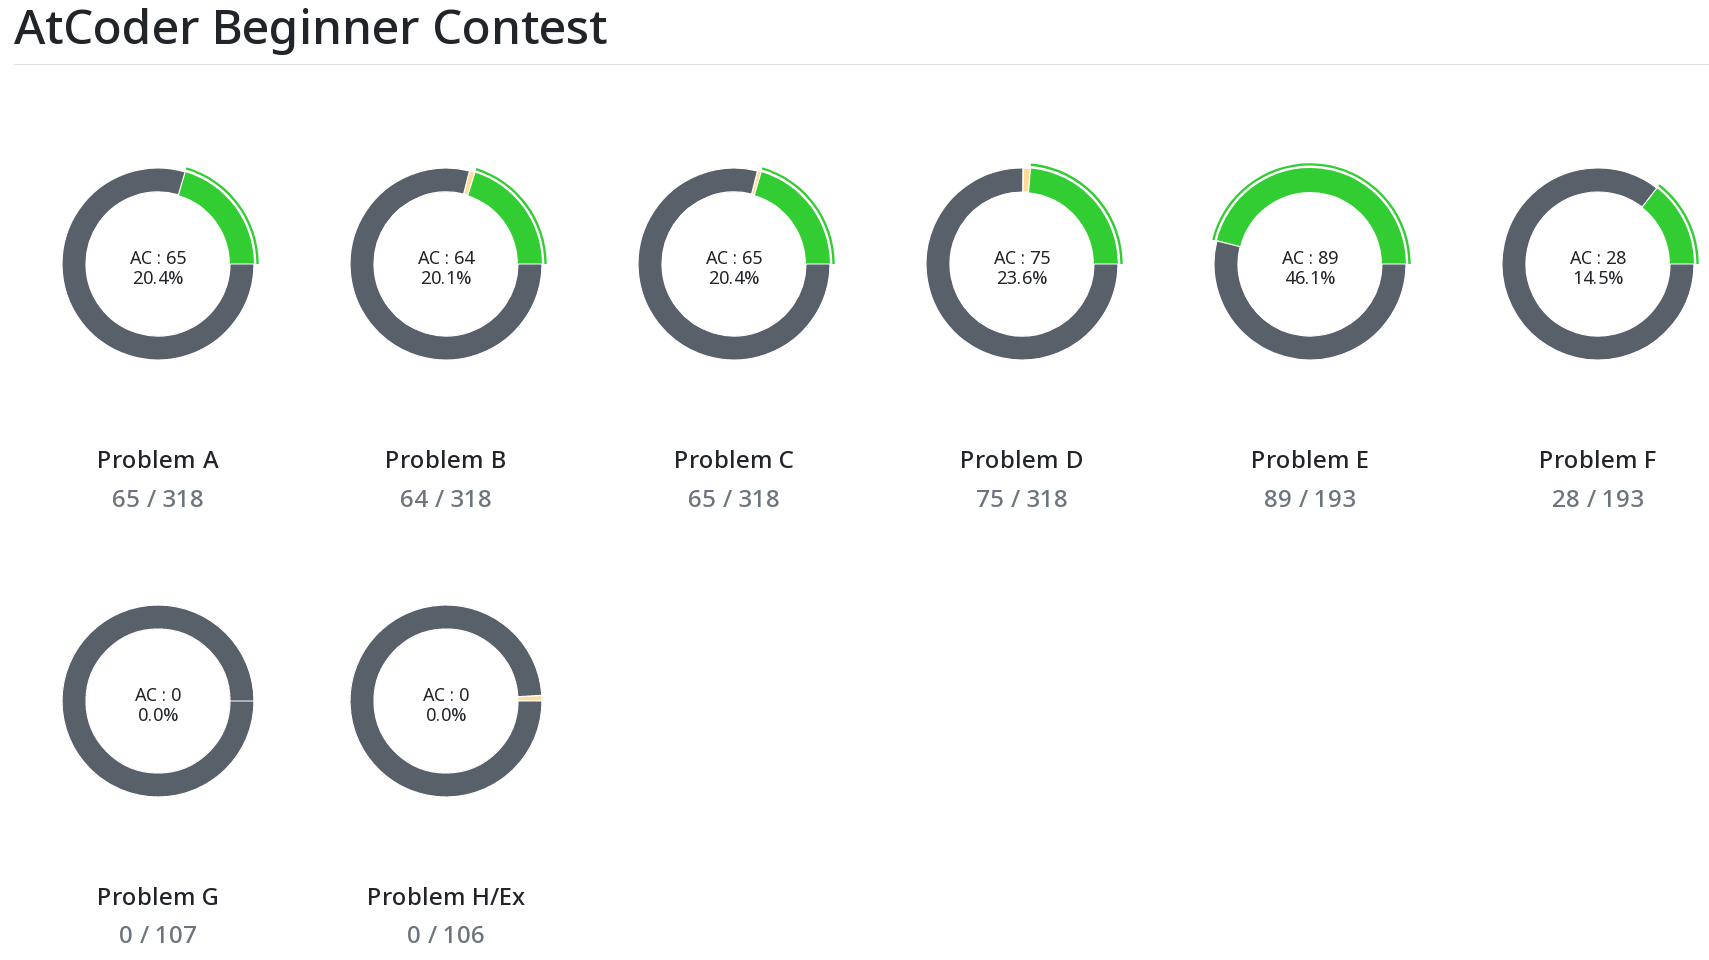 AtCoder Beginner Contest
AC : 65
20.4%
Problem A
65 / 318
AC : 64
20.1%
Problem B
64 / 318
AC : 65
20.4%
Problem C
65 / 318
AC : 75
23.6%
Problem D
75 / 318
AC : 89
46.1%
Problem E
89 / 193
AC : 28
14.5%
Problem F
28 / 193
AC : 0
0.0%
Problem G
0 / 107
AC : 0
0.0%
Problem H/Ex
0 / 106